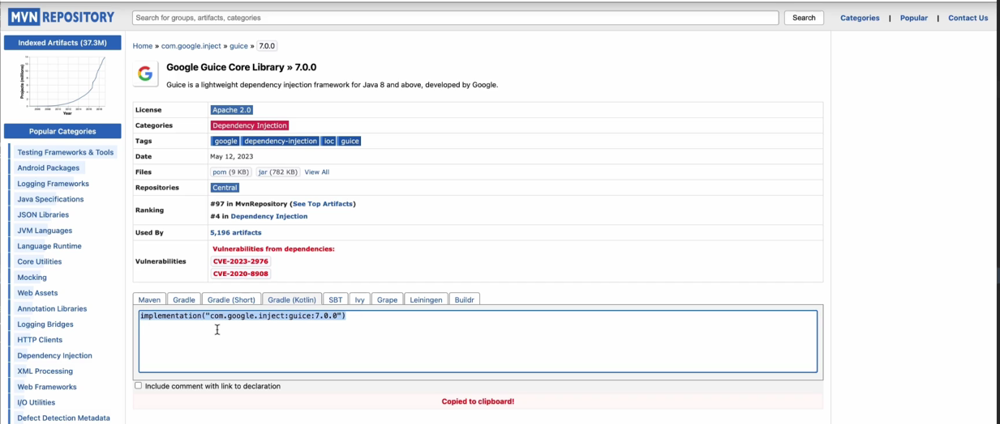 MVN REPOSITORY
Search for groups, artifacts, categories
Search
Categories | Popular | Contact Us
Indexed Artifacts (37.3M)
Projects (millions)
Year
Popular Categories
Testing Frameworks & Tools
Android Packages
Logging Frameworks
Java Specifications
JSON Libraries
JVM Languages
Language Runtime
Core Utilities
Mocking
Web Assets
Annotation Libraries
Logging Bridges
HTTP Clients
Dependency Injection
XML Processing
Web Frameworks
I/O Utilities
Defect Detection Metadata
Home » com.google.inject » guice » 7.0.0
Google Guice Core Library » 7.0.0
Guice is a lightweight dependency injection framework for Java 8 and above, developed by Google.
License Apache 2.0
Categories Dependency Injection
Tags google dependency-injection ioc guice
Date May 12, 2023
Files pom (9 KB) jar (782 KB) View All
Repositories Central
Ranking #97 in MvnRepository (See Top Artifacts)
#4 in Dependency Injection
Used By 5,196 artifacts
Vulnerabilities Vulnerabilities from dependencies:
CVE-2023-2976
CVE-2020-8908
Maven Gradle Gradle (Short) Gradle (Kotlin) SBT Ivy Grape Leiningen Buildr
implementation("com.google.inject:guice:7.0.0")
Include comment with link to declaration
Copied to clipboard!